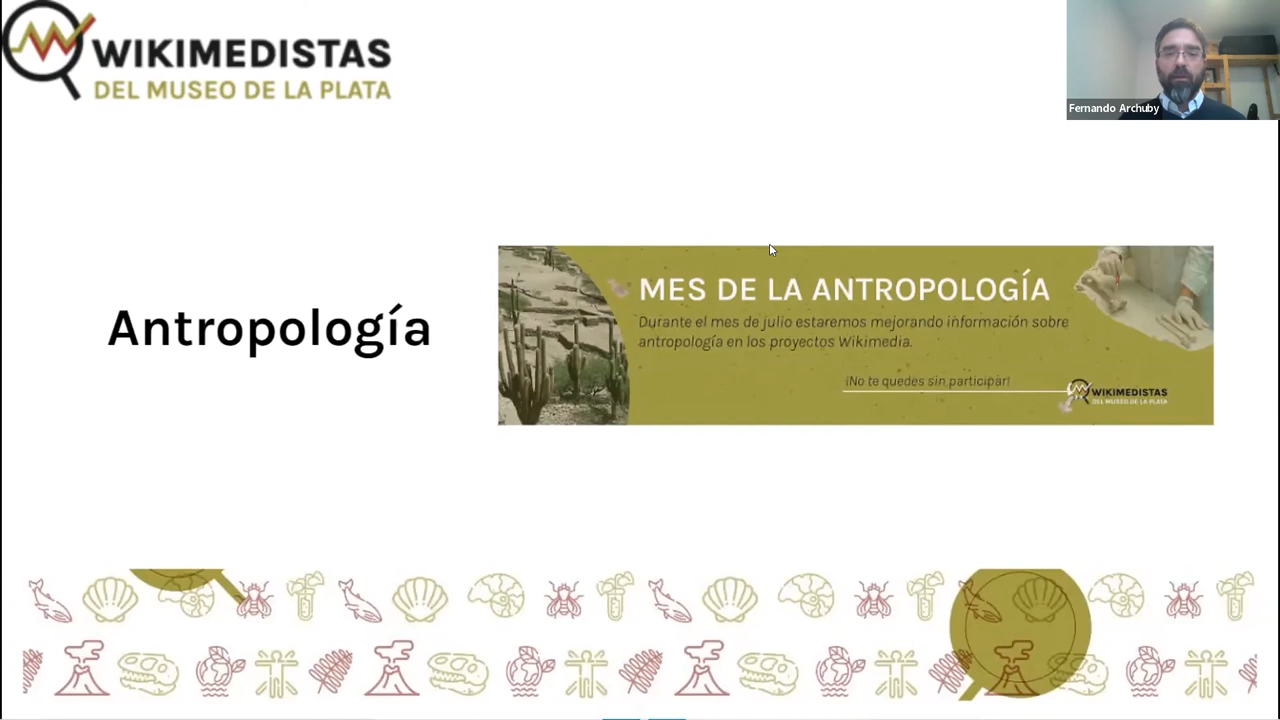 WIKIMEDISTAS
DEL MUSEO DE LA PLATA
Fernando Archuby
Antropología
MES DE LA ANTROPOLOGÍA
Durante el mes de julio estaremos mejorando información sobre
antropología en los proyectos Wikimedia.
¡No te quedes sin participar!
WIKIMEDISTAS
DEL MUSEO DE LA PLATA